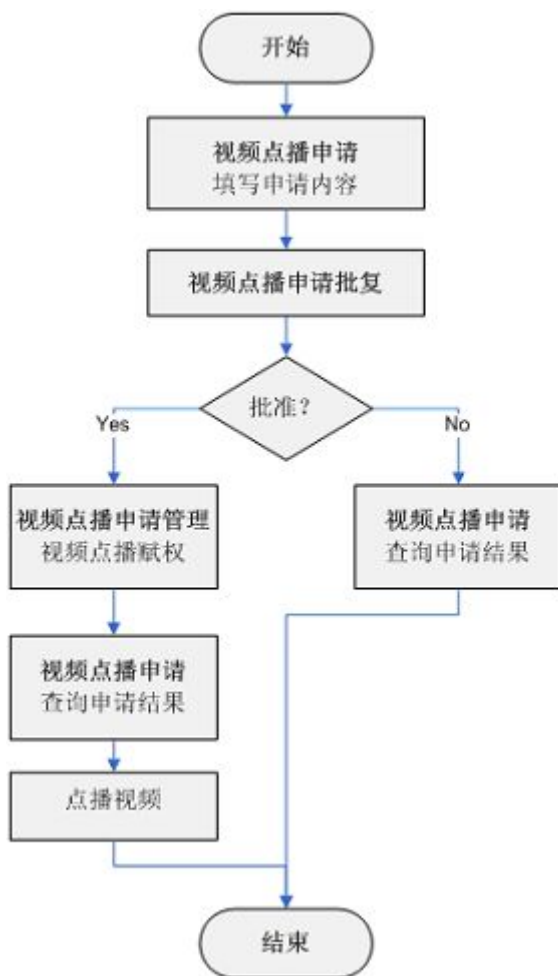 开始
视频点播申请
填写申请内容
视频点播申请批复
批准？
Yes
No
视频点播申请管理
视频点播赋权
视频点播申请
查询申请结果
视频点播申请
查询申请结果
点播视频
结束